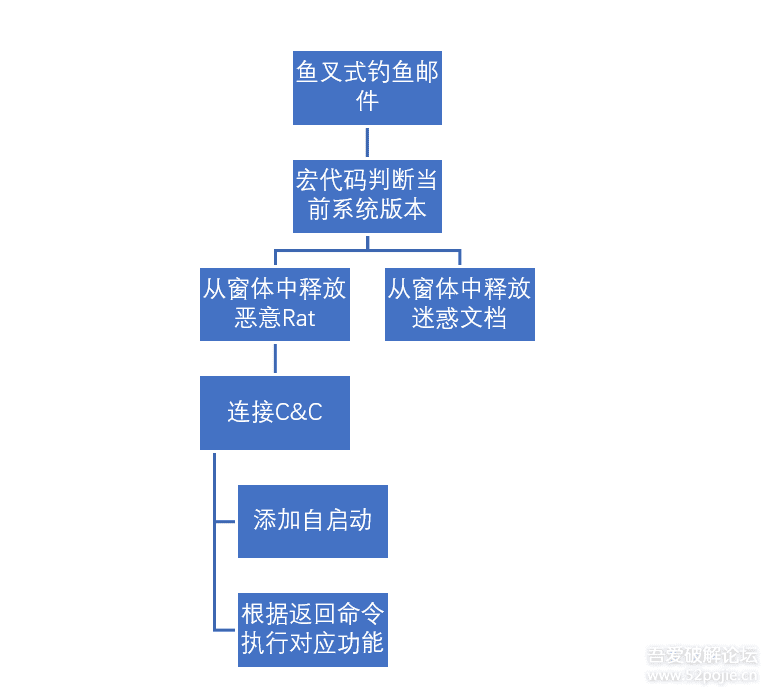 鱼叉式钓鱼邮
件
宏代码判断当
前系统版本
从窗体中释放
恶意Rat
从窗体中释放
迷惑文档
连接C&C
添加自启动
根据返回命令
执行对应功能
吾爱破解论坛
www.52pojie.cn